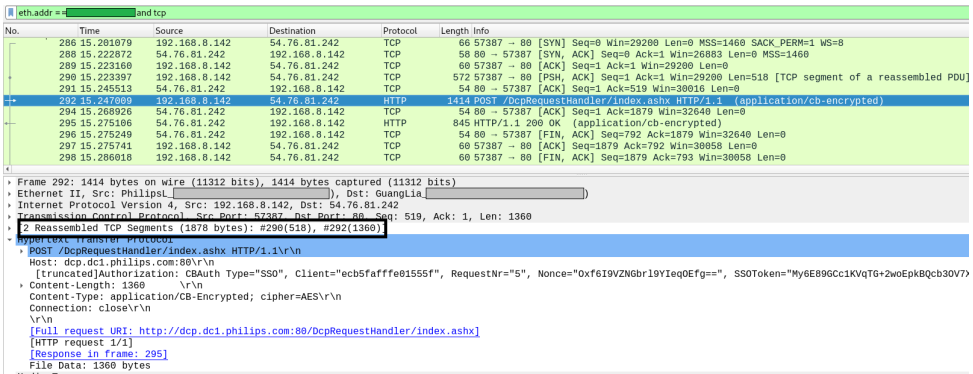 eth.addr == and tcp
No. Time Source Destination Protocol Length Info
286 15.201079 192.168.8.142 54.76.81.242 TCP 66 57387 → 80 [SYN] Seq=0 Win=29200 Len=0 MSS=1460 SACK_PERM=1 WS=8
288 15.222872 54.76.81.242 192.168.8.142 TCP 58 80 → 57387 [SYN, ACK] Seq=0 Ack=1 Win=26883 Len=0 MSS=1460
289 15.223160 192.168.8.142 54.76.81.242 TCP 60 57387 → 80 [ACK] Seq=1 Ack=1 Win=29200 Len=0
290 15.223397 192.168.8.142 54.76.81.242 TCP 572 57387 → 80 [PSH, ACK] Seq=1 Ack=1 Win=29200 Len=518 [TCP segment of a reassembled PDU]
291 15.245513 54.76.81.242 192.168.8.142 TCP 54 80 → 57387 [ACK] Seq=1 Ack=519 Win=30016 Len=0
292 15.247009 192.168.8.142 54.76.81.242 HTTP 1414 POST /DcpRequestHandler/index.ashx HTTP/1.1 (application/cb-encrypted)
294 15.268926 54.76.81.242 192.168.8.142 TCP 54 80 → 57387 [ACK] Seq=1 Ack=1879 Win=32640 Len=0
295 15.275106 54.76.81.242 192.168.8.142 HTTP 845 HTTP/1.1 200 OK (application/cb-encrypted)
296 15.275249 54.76.81.242 192.168.8.142 TCP 54 80 → 57387 [FIN, ACK] Seq=792 Ack=1879 Win=32640 Len=0
297 15.275741 192.168.8.142 54.76.81.242 TCP 60 57387 → 80 [ACK] Seq=1879 Ack=792 Win=30058 Len=0
298 15.286018 192.168.8.142 54.76.81.242 TCP 60 57387 → 80 [FIN, ACK] Seq=1879 Ack=793 Win=30058 Len=0
Frame 292: 1414 bytes on wire (11312 bits), 1414 bytes captured (11312 bits)
Ethernet II, Src: PhilipsL_ ), Dst: GuangLia_ )
Internet Protocol Version 4, Src: 192.168.8.142, Dst: 54.76.81.242
Transmission Control Protocol, Src Port: 57387, Dst Port: 80, Seq: 519, Ack: 1, Len: 1360
[2 Reassembled TCP Segments (1878 bytes): #290(518), #292(1360)]
Hypertext Transfer Protocol
POST /DcpRequestHandler/index.ashx HTTP/1.1\r\n
Host: dcp.dc1.philips.com:80\r\n
[truncated]Authorization: CBAuth Type="SSO", Client="ecb5fafffe01555f", RequestNr="5", Nonce="Oxf6I9VZNGbrl9YIeqOEfg==", SSOToken="My6E89GCc1KVqTG+2woEpkBQcb3OV7X
Content-Length: 1360 \r\n
Content-Type: application/CB-Encrypted; cipher=AES\r\n
Connection: close\r\n
\r\n
[Full request URI: http://dcp.dc1.philips.com:80/DcpRequestHandler/index.ashx]
[HTTP request 1/1]
[Response in frame: 295]
File Data: 1360 bytes